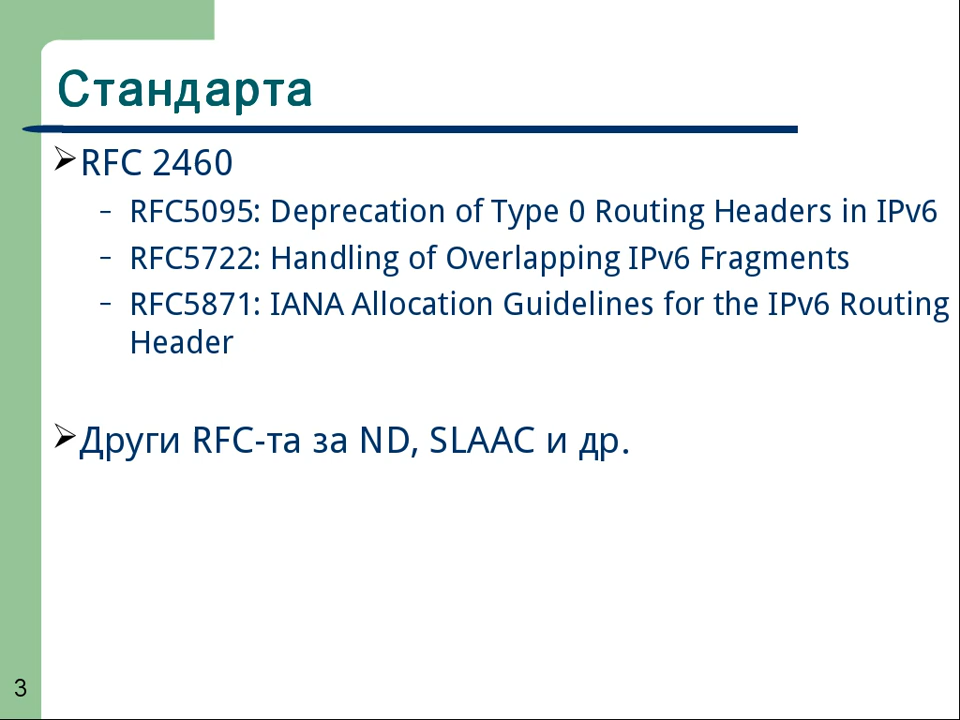 Стандарта
RFC 2460
– RFC5095: Deprecation of Type 0 Routing Headers in IPv6
– RFC5722: Handling of Overlapping IPv6 Fragments
– RFC5871: IANA Allocation Guidelines for the IPv6 Routing
Header
Други RFC-та за ND, SLAAC и др.
3